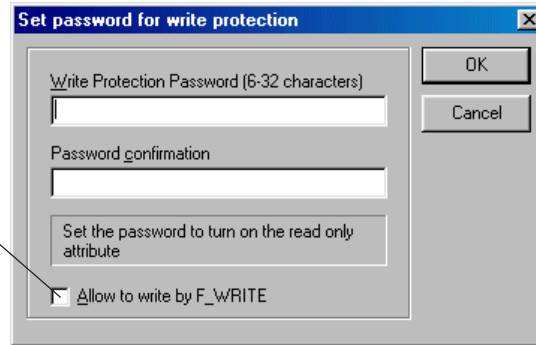 Set password for write protection
OK
Write Protection Password (6-32 characters)
Cancel
Password confirmation
Set the password to turn on the read only
attribute
Allow to write by F_WRITE